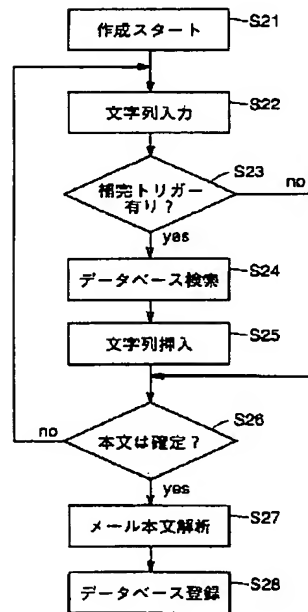 作成スタート
S21
文字列入力
S22
補完トリガー
有り?
S23
no
yes
データベース検索
S24
文字列挿入
S25
本文は確定?
S26
no
yes
メール本文解析
S27
データベース登録
S28